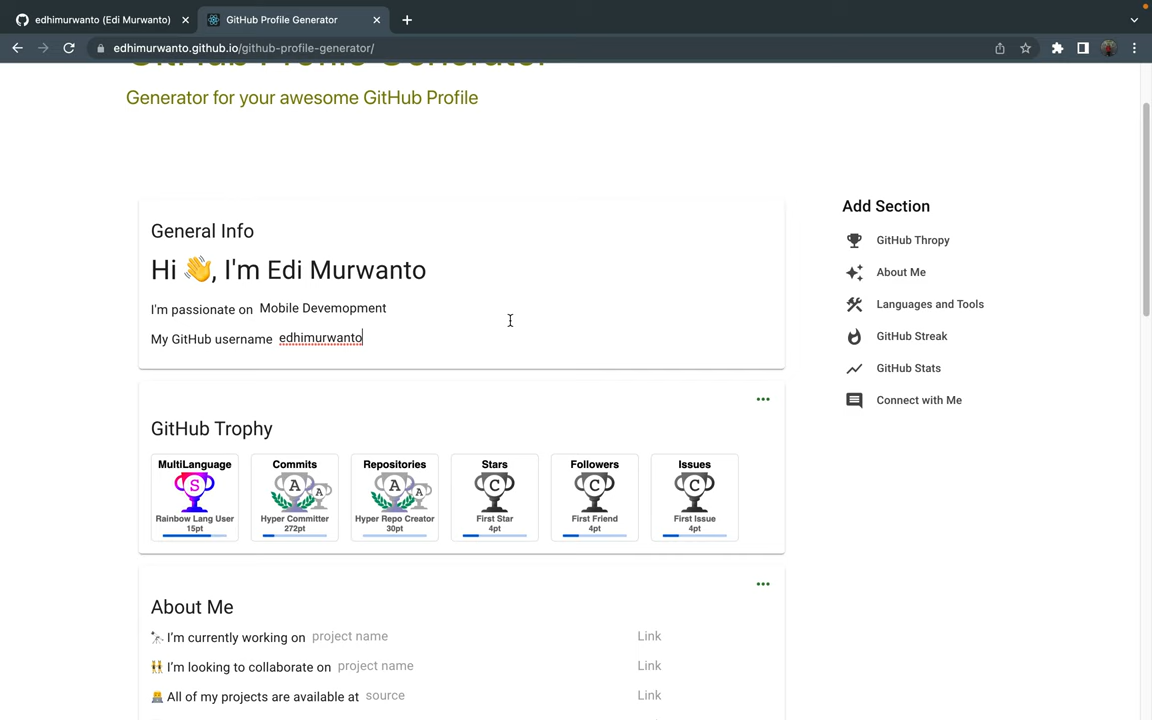 edhimurwanto (Edi Murwanto)
GitHub Profile Generator
edhimurwanto.github.io/github-profile-generator/
GitHub Profile Generator
Generator for your awesome GitHub Profile
General Info
Hi 👋, I'm Edi Murwanto
I'm passionate on Mobile Devemopment
My GitHub username edhimurwanto
Add Section
GitHub Thropy
About Me
Languages and Tools
GitHub Streak
GitHub Stats
Connect with Me
GitHub Trophy
MultiLanguage
S
Rainbow Lang User
15pt
Commits
A
A
Hyper Committer
272pt
Repositories
A
A
Hyper Repo Creator
30pt
Stars
C
First Star
4pt
Followers
C
First Friend
4pt
Issues
C
First Issue
4pt
About Me
🔭 I'm currently working on project name Link
👯 I'm looking to collaborate on project name Link
👨‍💻 All of my projects are available at source Link